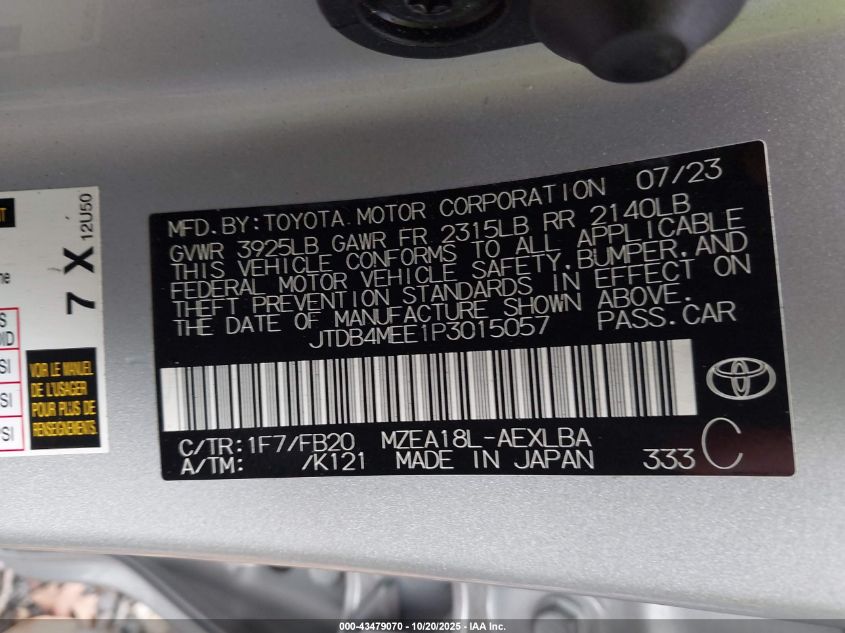 7 X
12U50
VOIR LE MANUEL
DE L'USAGER
POUR PLUS DE
RENSEIGNEMENTS
MFD. BY: TOYOTA MOTOR CORPORATION 07/23
GVWR 3925LB GAWR FR 2315LB RR 2140LB
THIS VEHICLE CONFORMS TO ALL APPLICABLE
FEDERAL MOTOR VEHICLE SAFETY, BUMPER, AND
THEFT PREVENTION STANDARDS IN EFFECT ON
THE DATE OF MANUFACTURE SHOWN ABOVE.
JTDB4MEE1P3015057 PASS.CAR
C/TR: 1F7/FB20 MZEA18L-AEXLBA
A/TM: /K121 MADE IN JAPAN 333 C
000-43479070 | 10/20/2025 | IAA Inc.